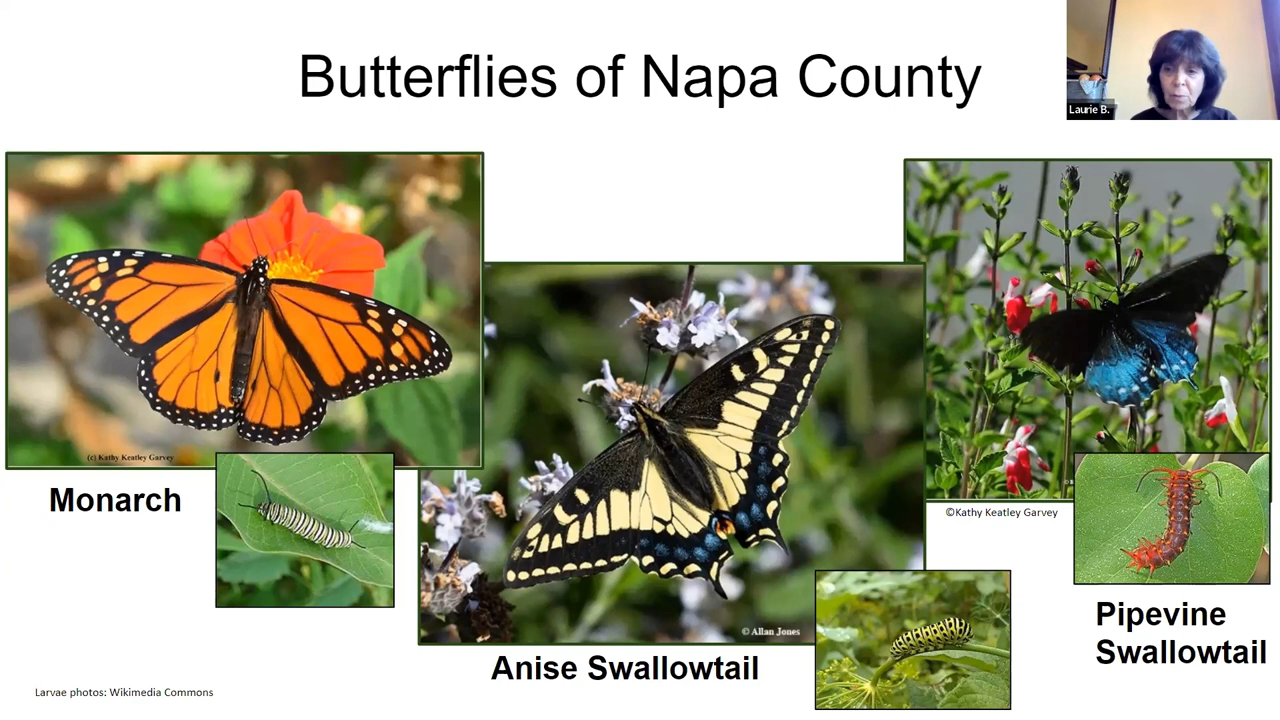 Butterflies of Napa County
Laurie B.
(c) Kathy Keatley Garvey
Monarch
© Allan Jones
Anise Swallowtail
©Kathy Keatley Garvey
Pipevine
Swallowtail
Larvae photos: Wikimedia Commons